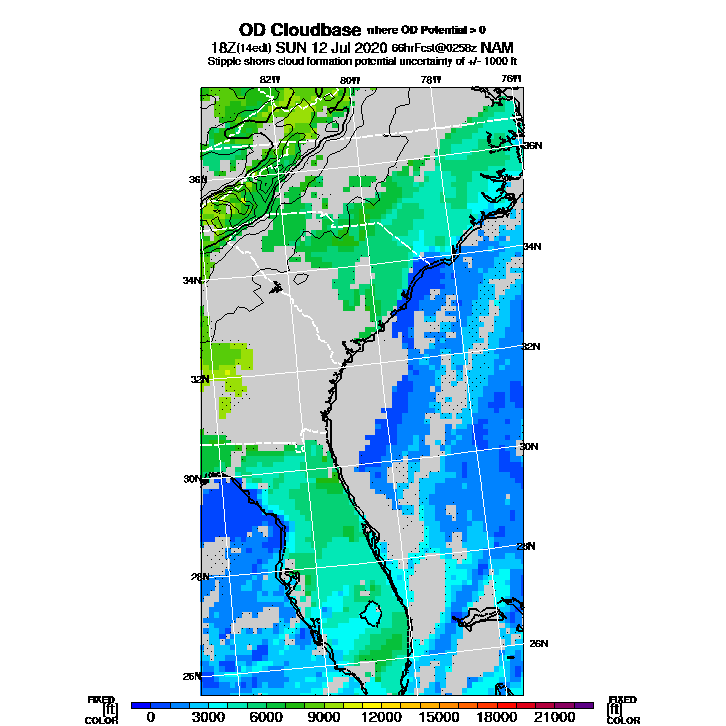 OD Cloudbase where OD Potential > 0
18Z(14edt) SUN 12 Jul 2020 66hrFcst@0258z NAM
Stipple shows cloud formation potential uncertainty of +/- 1000 ft
82W 80W 78W 76W
36N 36N
34N 34N
32N 32N
30N 30N
28N 28N
26N 26N
FIXED FIXED
[ft] [ft]
COLOR 0 3000 6000 9000 12000 15000 18000 21000 COLOR